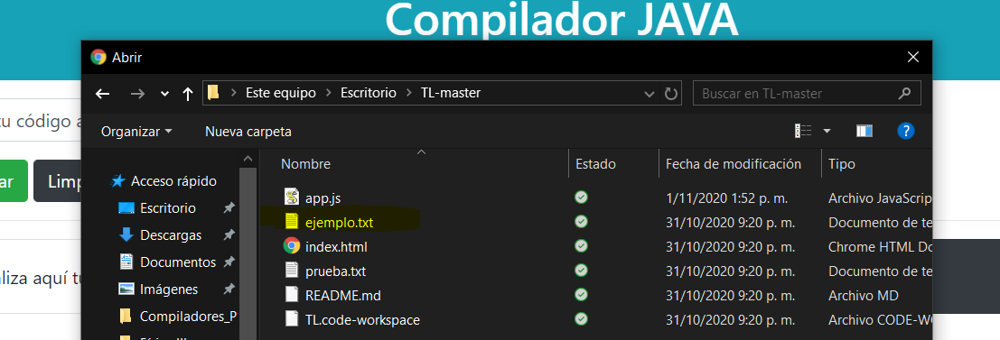 Compilador JAVA
Abrir
Este equipo Escritorio TL-master
Buscar en TL-master
tu código a
Organizar Nueva carpeta
ar Limp
Nombre Estado Fecha de modificación Tipo
Acceso rápido
Escritorio
Descargas
Documentos
Imágenes
Compiladores_P
app.js 1/11/2020 1:52 p. m. Archivo JavaScrip
ejemplo.txt 31/10/2020 9:20 p. m. Documento de te
index.html 31/10/2020 9:20 p. m. Chrome HTML Do
prueba.txt 31/10/2020 9:20 p. m. Documento de te
README.md 31/10/2020 9:20 p. m. Archivo MD
TL.code-workspace 31/10/2020 9:20 p. m. Archivo CODE-WO
liza aquí tu